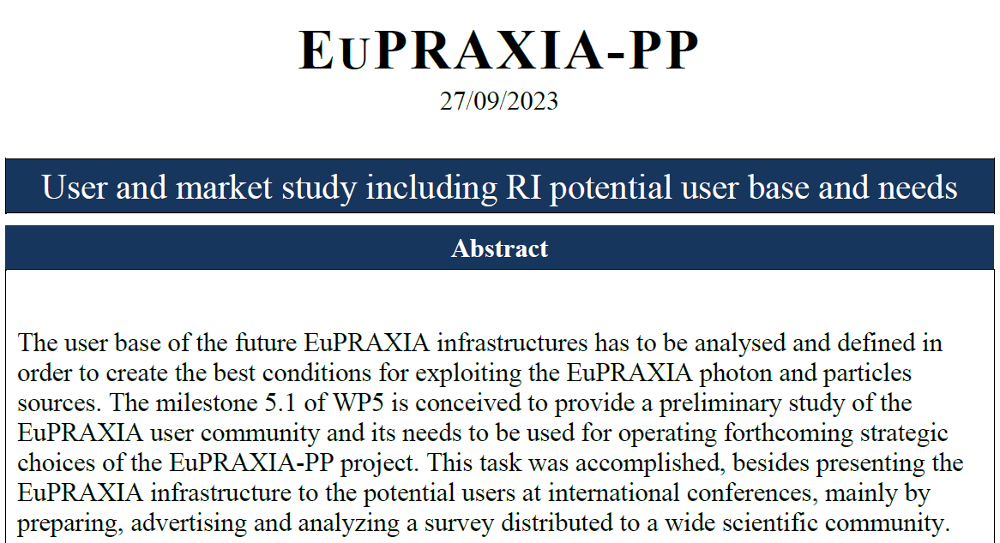 EuPRAXIA-PP
27/09/2023
User and market study including RI potential user base and needs
Abstract
The user base of the future EuPRAXIA infrastructures has to be analysed and defined in
order to create the best conditions for exploiting the EuPRAXIA photon and particles
sources. The milestone 5.1 of WP5 is conceived to provide a preliminary study of the
EuPRAXIA user community and its needs to be used for operating forthcoming strategic
choices of the EuPRAXIA-PP project. This task was accomplished, besides presenting the
EuPRAXIA infrastructure to the potential users at international conferences, mainly by
preparing, advertising and analyzing a survey distributed to a wide scientific community.